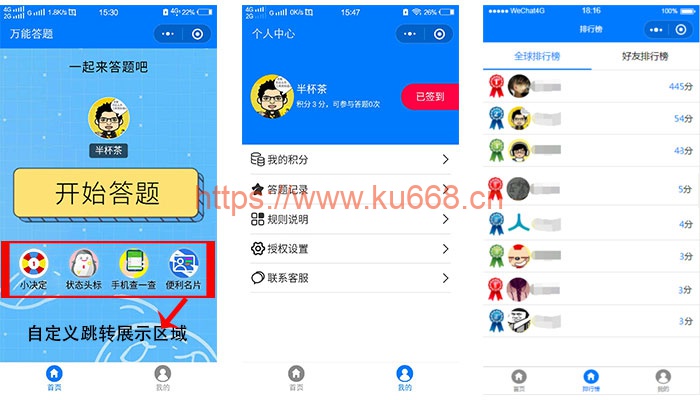 4G 4G 1.8K/s 15:30 4G 22%
万能答题
一起来答题吧
半杯茶
开始答题
小决定 状态头标 手机查一查 便利名片
自定义跳转展示区域
首页 我的
4G 2G 0K/s 15:47 26%
个人中心
半杯茶
积分 3 分，可参与答题0次
已签到
我的积分
答题记录
规则说明
授权设置
联系客服
首页 我的
WeChat4G 18:16 10%
排行榜
全球排行榜 好友排行榜
445分
54分
43分
5分
4分
3分
3分
3分
首页 排行榜 我的
https://www.ku668.cn